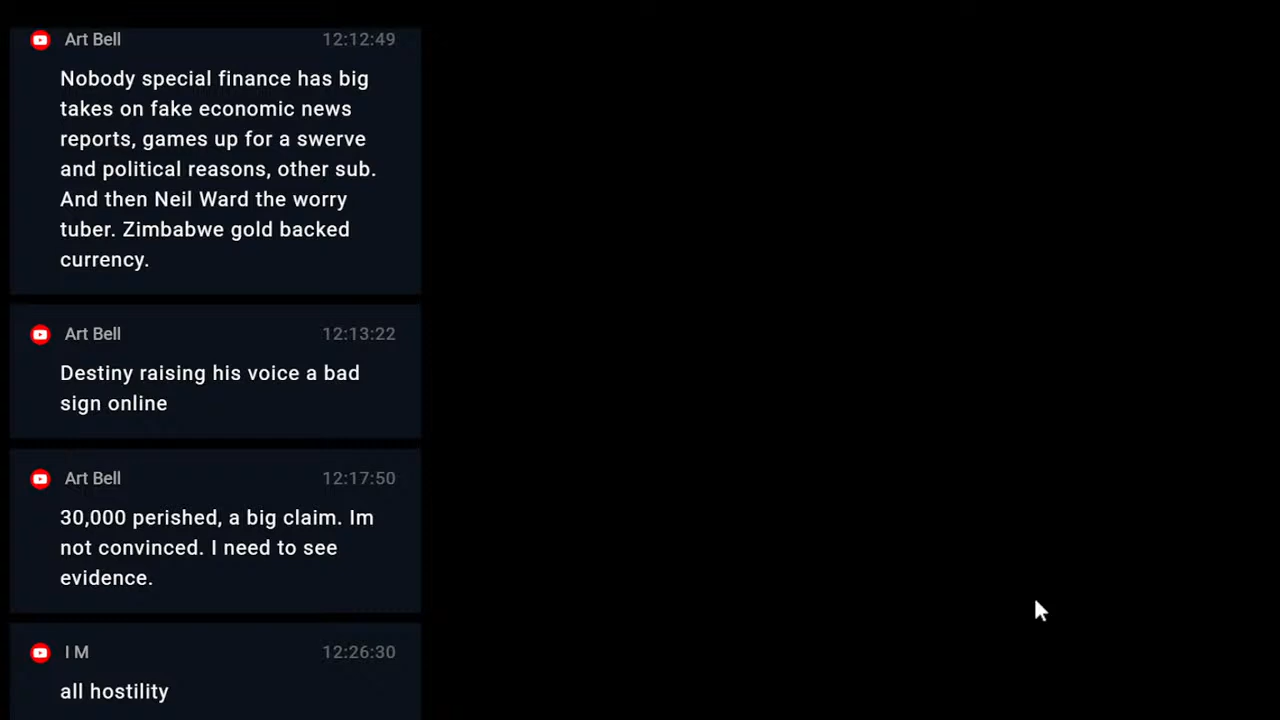 Art Bell 12:12:49
Nobody special finance has big
takes on fake economic news
reports, games up for a swerve
and political reasons, other sub.
And then Neil Ward the worry
tuber. Zimbabwe gold backed
currency.
Art Bell 12:13:22
Destiny raising his voice a bad
sign online
Art Bell 12:17:50
30,000 perished, a big claim. Im
not convinced. I need to see
evidence.
I M 12:26:30
all hostility